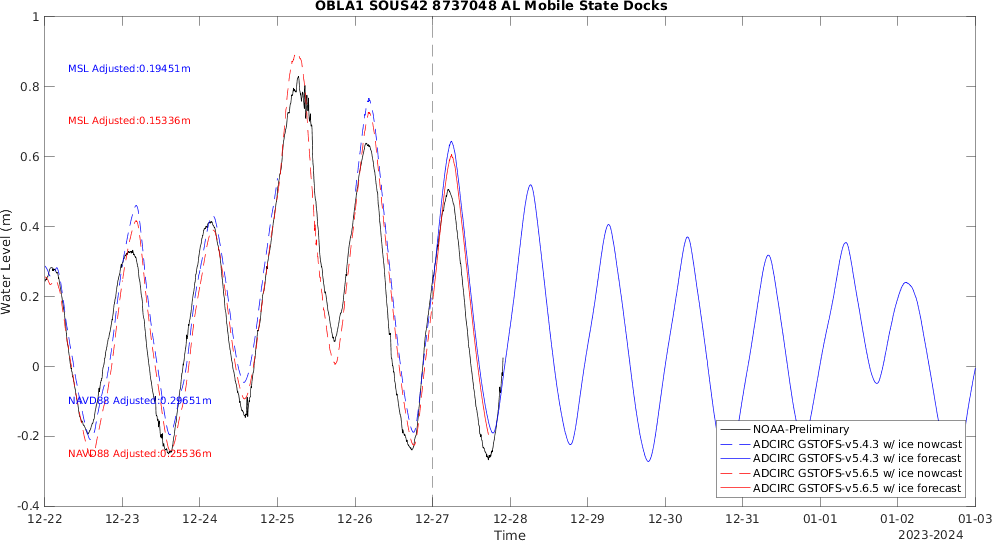 OBLA1 SOUS42 8737048 AL Mobile State Docks
1
0.8
0.6
0.4
0.2
0
-0.2
-0.4
Water Level (m)
MSL Adjusted:0.19451m
MSL Adjusted:0.15336m
NAVD88 Adjusted:0.29651m
NAVD88 Adjusted:0.25536m
NOAA-Preliminary
ADCIRC GSTOFS-v5.4.3 w/ ice nowcast
ADCIRC GSTOFS-v5.4.3 w/ ice forecast
ADCIRC GSTOFS-v5.6.5 w/ ice nowcast
ADCIRC GSTOFS-v5.6.5 w/ ice forecast
12-22 12-23 12-24 12-25 12-26 12-27 12-28 12-29 12-30 12-31 01-01 01-02 01-03
Time
2023-2024